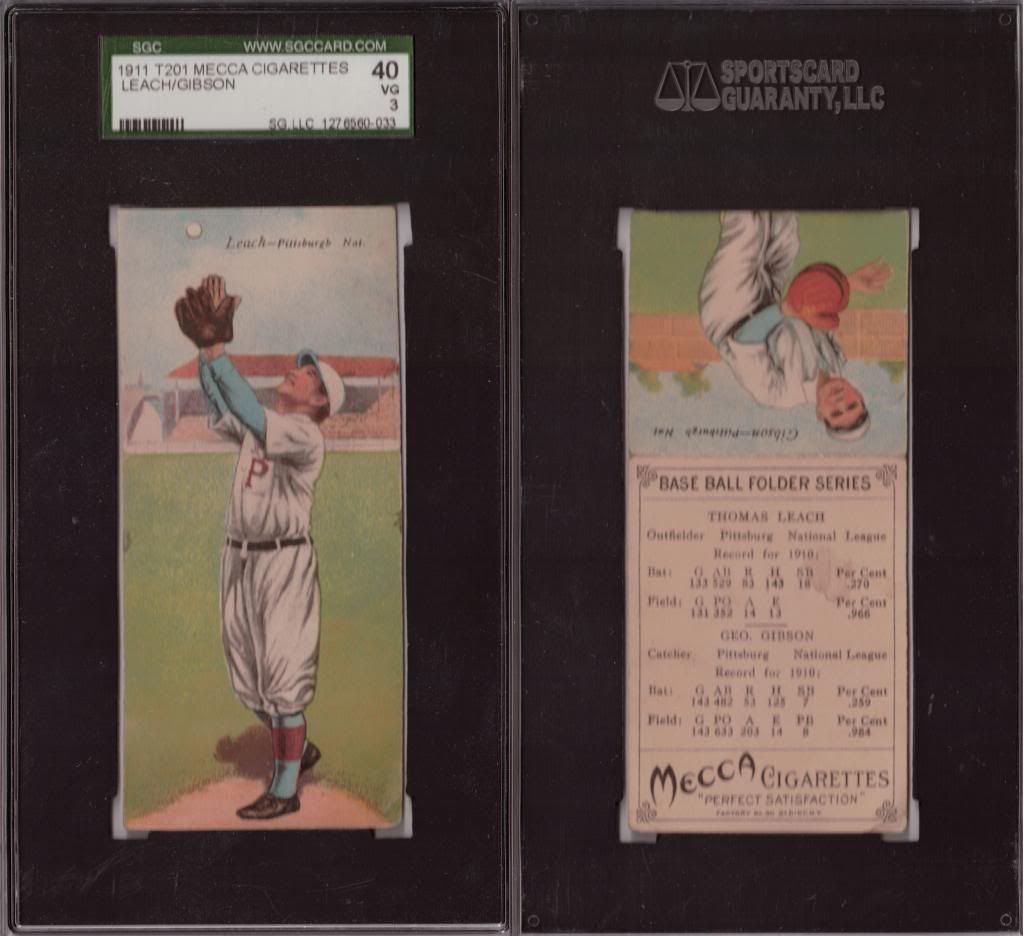 SGC WWW.SGCCARD.COM
1911 T201 MECCA CIGARETTES 40
LEACH/GIBSON VG
3
SG LLC 1276560-033
Leach—Pittsburgh Nat.
P
SPORTSCARD
GUARANTY, LLC
Gibson—Pittsburgh Nat
BASE BALL FOLDER SERIES
THOMAS LEACH
Outfielder Pittsburg National League
Record for 1910:
Bat: G AB R H SB Per Cent
133 529 83 143 18 .270
Field: G PO A E Per Cent
131 352 14 13 .966
GEO. GIBSON
Catcher Pittsburg National League
Record for 1910:
Bat: G AB R H SB Per Cent
143 482 53 125 7 .259
Field: G PO A E PB Per Cent
143 633 203 14 8 .984
MECCA CIGARETTES
"PERFECT SATISFACTION"
FACTORY